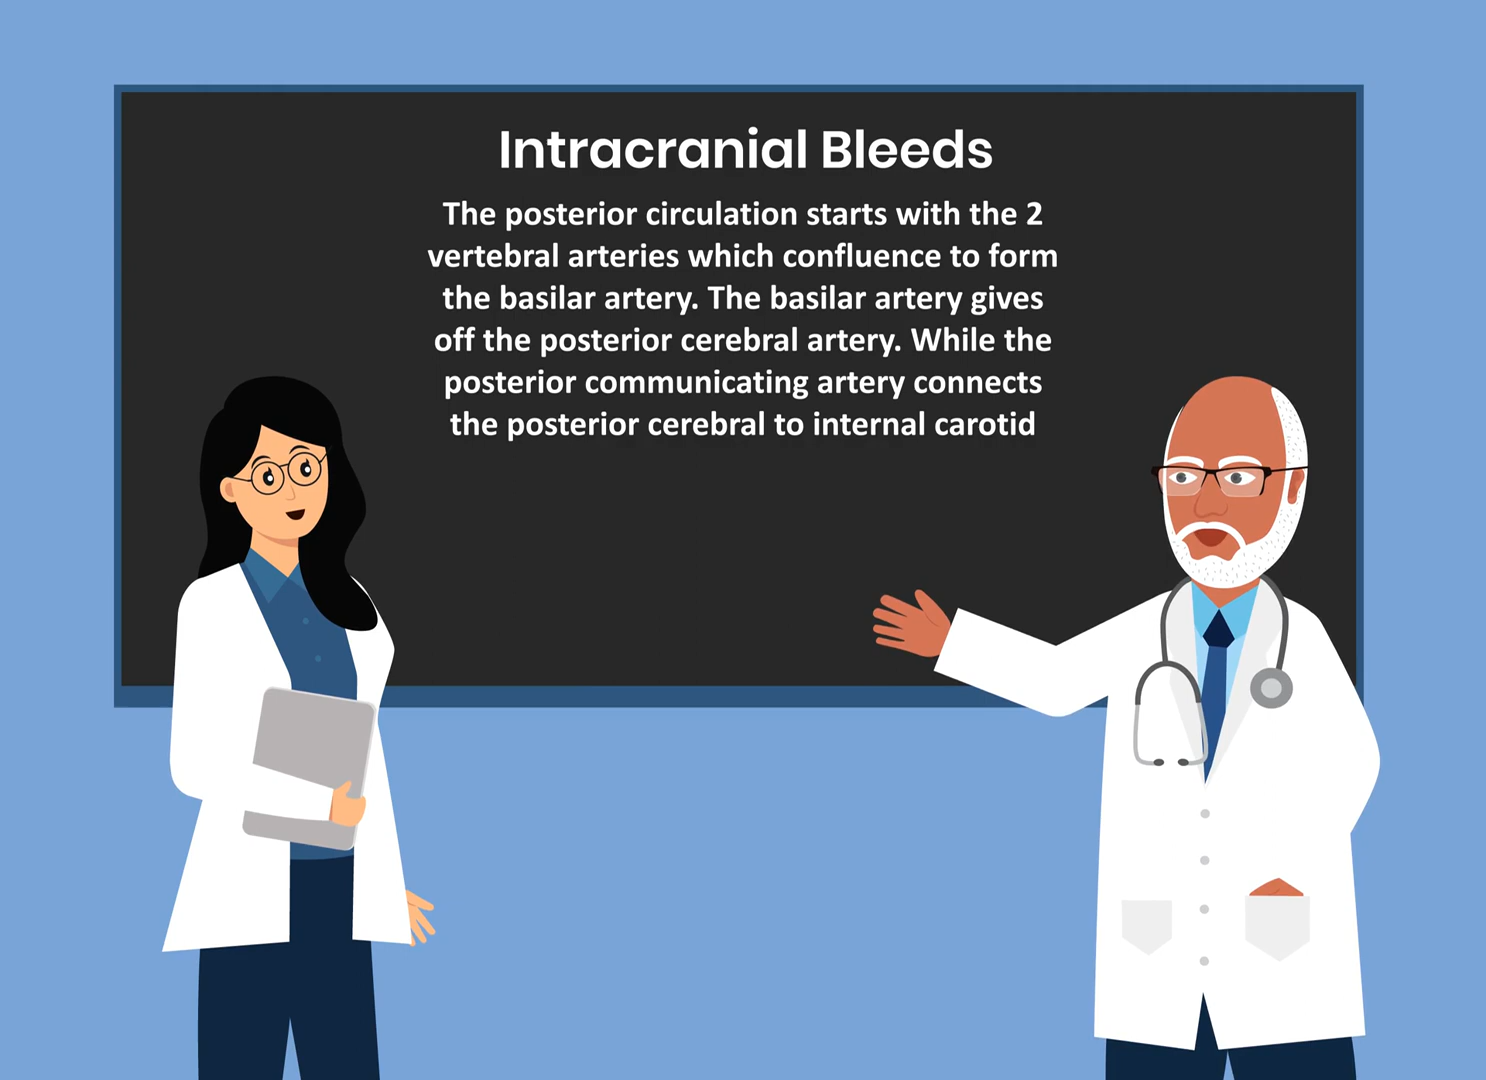 Intracranial Bleeds
The posterior circulation starts with the 2
vertebral arteries which confluence to form
the basilar artery. The basilar artery gives
off the posterior cerebral artery. While the
posterior communicating artery connects
the posterior cerebral to internal carotid